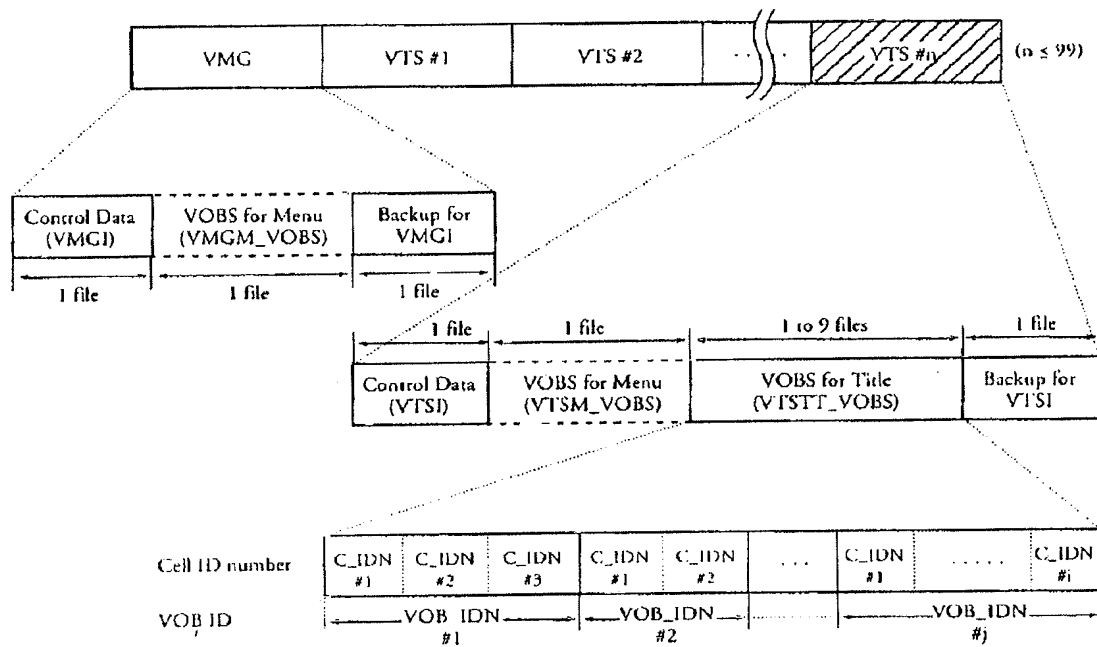 VMG VTS #1 VTS #2 ..... VTS #n (n ≤ 99)
Control Data (VMGI)
VOBS for Menu (VMGM_VOBS)
Backup for VMGI
1 file 1 file 1 file
1 file 1 file 1 to 9 files 1 file
Control Data (VTSI)
VOBS for Menu (VTSM_VOBS)
VOBS for Title (VTSTT_VOBS)
Backup for VTSI
Cell ID number C_IDN #1 C_IDN #2 C_IDN #3 C_IDN #1 C_IDN #2 ... C_IDN #1 ..... C_IDN #i
VOB ID VOB_IDN #1 VOB_IDN #2 VOB_IDN #j